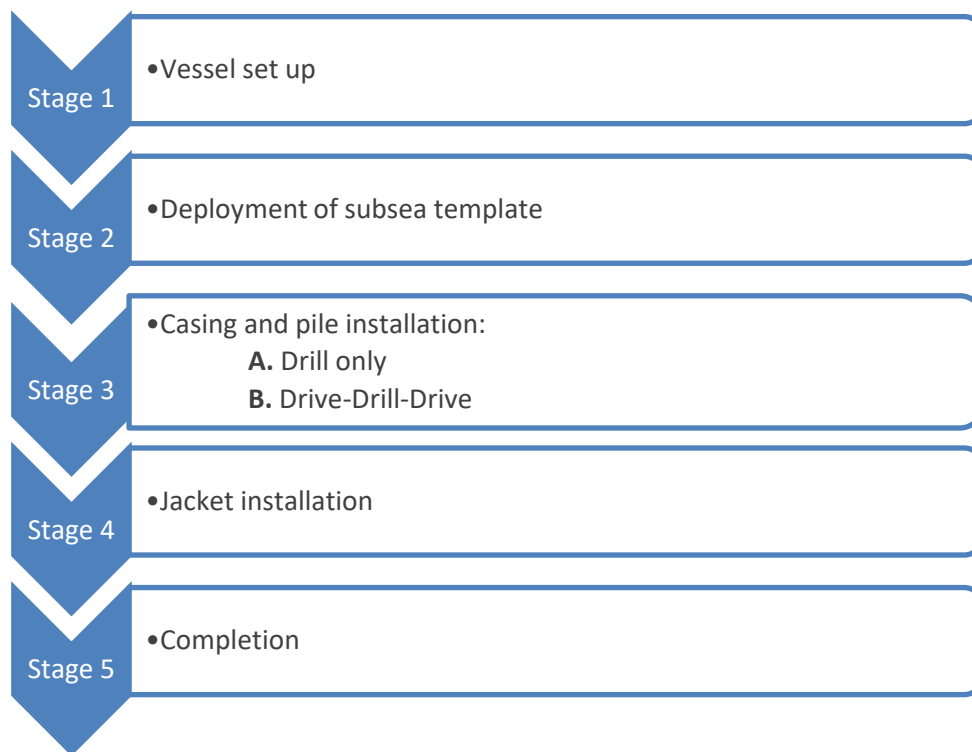 Stage 1
•Vessel set up
Stage 2
•Deployment of subsea template
Stage 3
•Casing and pile installation:
A. Drill only
B. Drive-Drill-Drive
Stage 4
•Jacket installation
Stage 5
•Completion